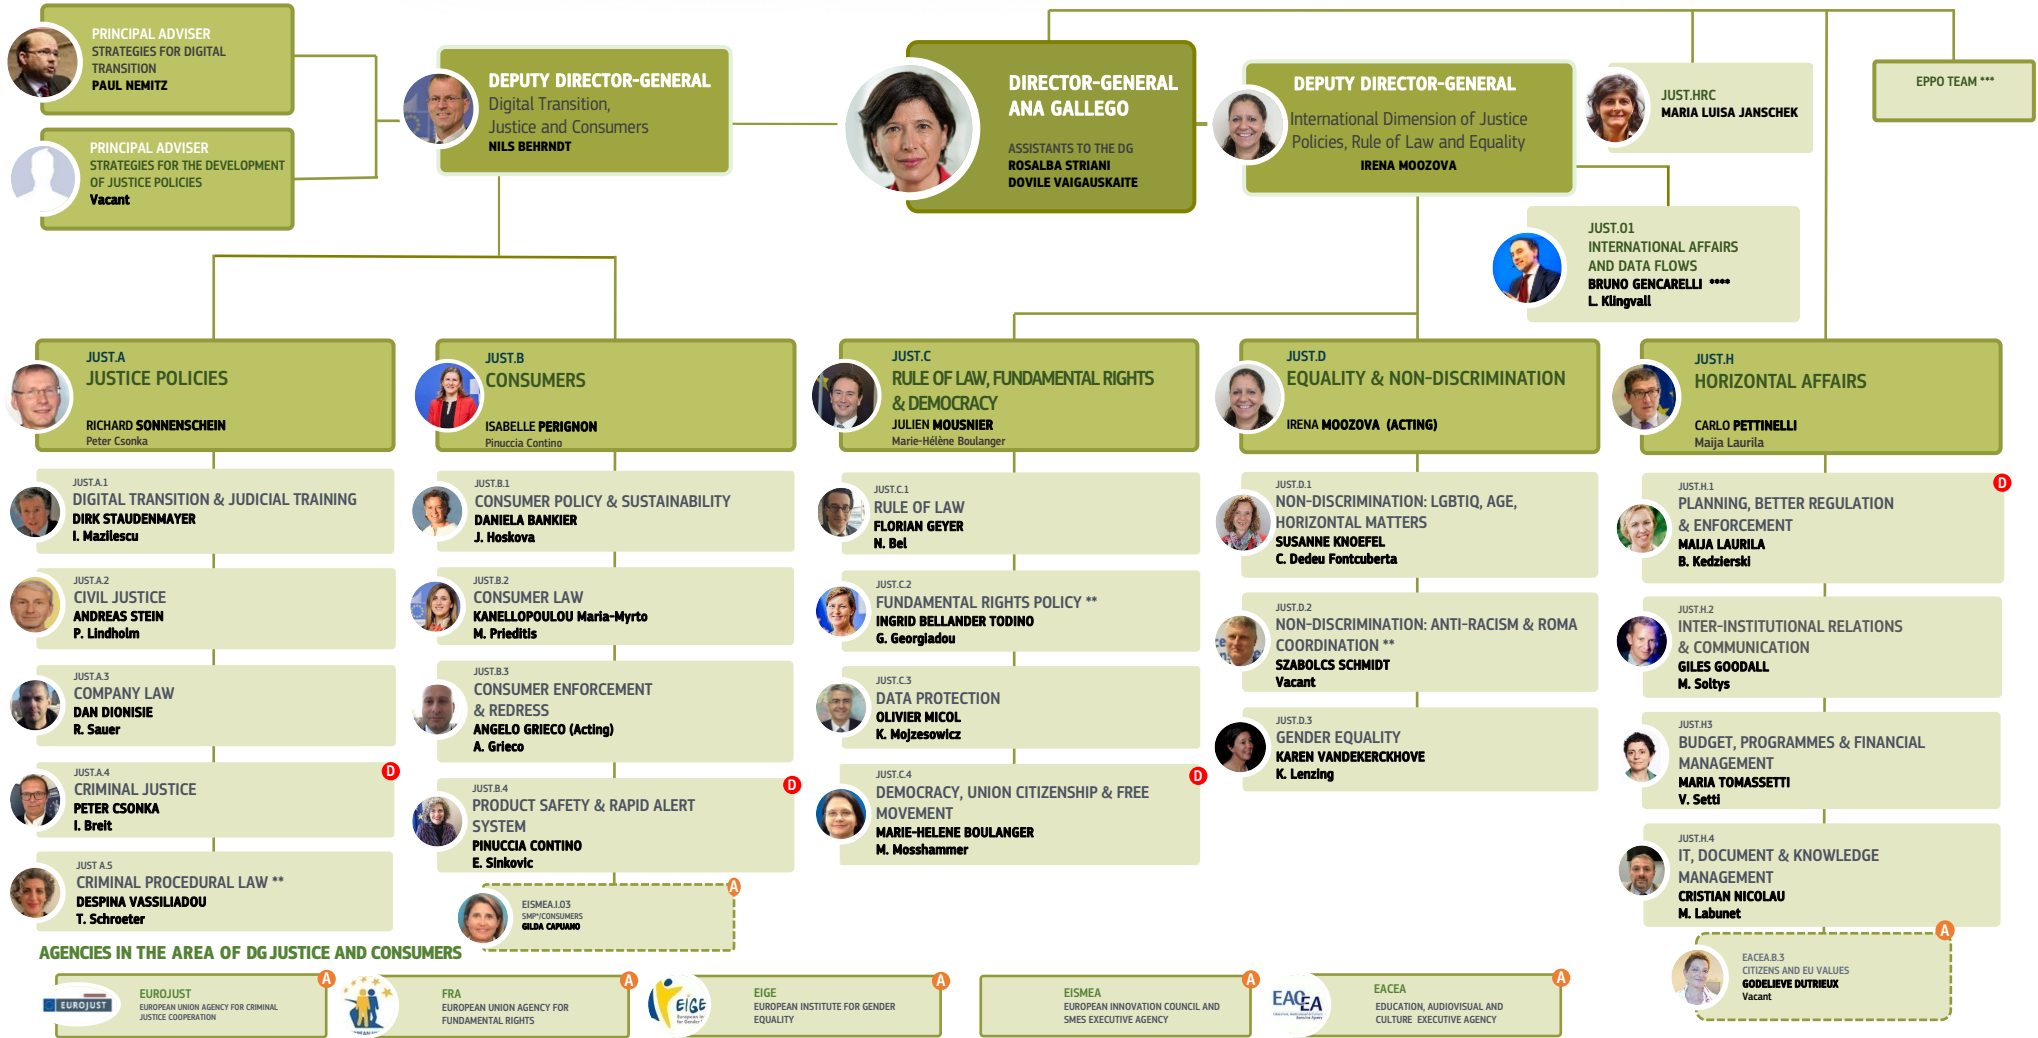 PRINCIPAL ADVISER
STRATEGIES FOR DIGITAL
TRANSITION
PAUL NEMITZ
PRINCIPAL ADVISER
STRATEGIES FOR THE DEVELOPMENT
OF JUSTICE POLICIES
Vacant
DEPUTY DIRECTOR-GENERAL
Digital Transition,
Justice and Consumers
NILS BEHRNDT
DIRECTOR-GENERAL
ANA GALLEGO
ASSISTANTS TO THE DG
ROSALBA STRIANI
DOVILE VAIGAUSKAITE
DEPUTY DIRECTOR-GENERAL
International Dimension of Justice
Policies, Rule of Law and Equality
IRENA MOOZOVA
JUST.HRC
MARIA LUISA JANSCHEK
EPPO TEAM ***
JUST.01
INTERNATIONAL AFFAIRS
AND DATA FLOWS
BRUNO GENCARELLI ****
L. Klingvall
JUST.A
JUSTICE POLICIES
RICHARD SONNENSCHEIN
Peter Csonka
JUST.A.1
DIGITAL TRANSITION & JUDICIAL TRAINING
DIRK STAUDENMAYER
I. Mazilescu
JUST.A.2
CIVIL JUSTICE
ANDREAS STEIN
P. Lindholm
JUST.A.3
COMPANY LAW
DAN DIONISIE
R. Sauer
JUST.A.4
D
CRIMINAL JUSTICE
PETER CSONKA
I. Breit
JUST A.5
CRIMINAL PROCEDURAL LAW **
DESPINA VASSILIADOU
T. Schroeter
JUST.B
CONSUMERS
ISABELLE PERIGNON
Pinuccia Contino
JUST.B.1
CONSUMER POLICY & SUSTAINABILITY
DANIELA BANKIER
J. Hoskova
JUST.B.2
CONSUMER LAW
KANELLOPOULOU Maria-Myrto
M. Prieditis
JUST.B.3
CONSUMER ENFORCEMENT
& REDRESS
ANGELO GRIECO (Acting)
A. Grieco
JUST.B.4
D
PRODUCT SAFETY & RAPID ALERT
SYSTEM
PINUCCIA CONTINO
E. Sinkovic
A
EISMEA.I.03
SMP*/CONSUMERS
GILDA CAPUANO
JUST.C
RULE OF LAW, FUNDAMENTAL RIGHTS
& DEMOCRACY
JULIEN MOUSNIER
Marie-Hélène Boulanger
JUST.C.1
RULE OF LAW
FLORIAN GEYER
N. Bel
JUST.C.2
FUNDAMENTAL RIGHTS POLICY **
INGRID BELLANDER TODINO
G. Georgiadou
JUST.C.3
DATA PROTECTION
OLIVIER MICOL
K. Mojzesowicz
JUST.C.4
D
DEMOCRACY, UNION CITIZENSHIP & FREE
MOVEMENT
MARIE-HELENE BOULANGER
M. Mosshammer
JUST.D
EQUALITY & NON-DISCRIMINATION
IRENA MOOZOVA (ACTING)
JUST.D.1
NON-DISCRIMINATION: LGBTIQ, AGE,
HORIZONTAL MATTERS
SUSANNE KNOEFEL
C. Dedeu Fontcuberta
JUST.D.2
NON-DISCRIMINATION: ANTI-RACISM & ROMA
COORDINATION **
SZABOLCS SCHMIDT
Vacant
JUST.D.3
GENDER EQUALITY
KAREN VANDEKERCKHOVE
K. Lenzing
JUST.H
HORIZONTAL AFFAIRS
CARLO PETTINELLI
Maija Laurila
JUST.H.1
D
PLANNING, BETTER REGULATION
& ENFORCEMENT
MAIJA LAURILA
B. Kedzierski
JUST.H.2
INTER-INSTITUTIONAL RELATIONS
& COMMUNICATION
GILES GOODALL
M. Soltys
JUST.H3
BUDGET, PROGRAMMES & FINANCIAL
MANAGEMENT
MARIA TOMASSETTI
V. Setti
JUST.H.4
IT, DOCUMENT & KNOWLEDGE
MANAGEMENT
CRISTIAN NICOLAU
M. Labunet
A
EACEA.B.3
CITIZENS AND EU VALUES
GODELIEVE DUTRIEUX
Vacant
AGENCIES IN THE AREA OF DG JUSTICE AND CONSUMERS
A
EUROJUST
EUROJUST
EUROPEAN UNION AGENCY FOR CRIMINAL
JUSTICE COOPERATION
A
FRA
EUROPEAN UNION AGENCY FOR
FUNDAMENTAL RIGHTS
A
EIGE
EIGE
EUROPEAN INSTITUTE FOR GENDER
EQUALITY
A
EISMEA
EUROPEAN INNOVATION COUNCIL AND
SMES EXECUTIVE AGENCY
A
EACEA
EACEA
EDUCATION, AUDIOVISUAL AND
CULTURE EXECUTIVE AGENCY